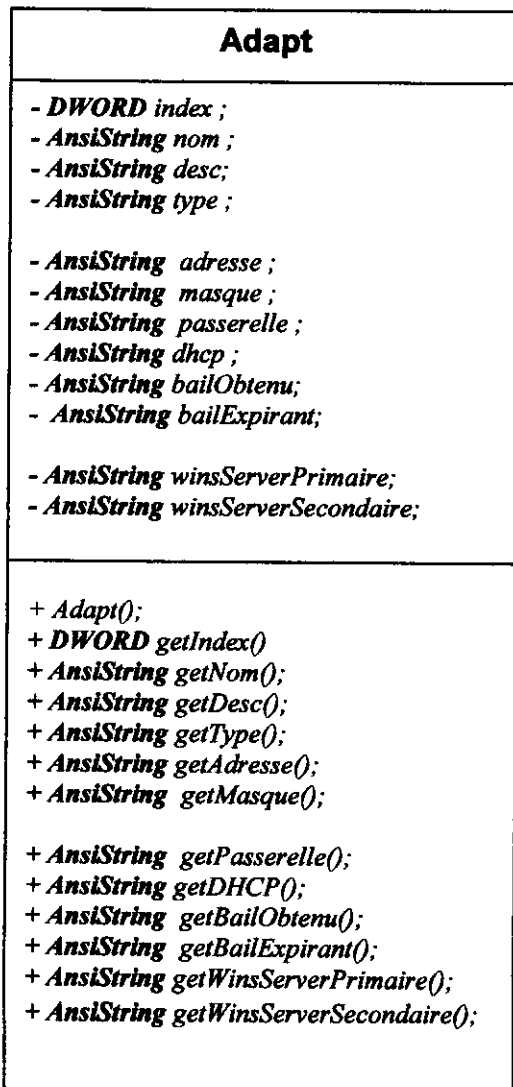 Adapt
- DWORD index ;
- AnsiString nom ;
- AnsiString desc;
- AnsiString type ;
- AnsiString adresse ;
- AnsiString masque ;
- AnsiString passerelle ;
- AnsiString dhcp ;
- AnsiString bailObtenu;
- AnsiString bailExpirant;
- AnsiString winsServerPrimaire;
- AnsiString winsServerSecondaire;
+ Adapt();
+ DWORD getIndex()
+ AnsiString getNom();
+ AnsiString getDesc();
+ AnsiString getType();
+ AnsiString getAdresse();
+ AnsiString getMasque();
+ AnsiString getPasserelle();
+ AnsiString getDHCP();
+ AnsiString getBailObtenu();
+ AnsiString getBailExpirant();
+ AnsiString getWinsServerPrimaire();
+ AnsiString getWinsServerSecondaire();